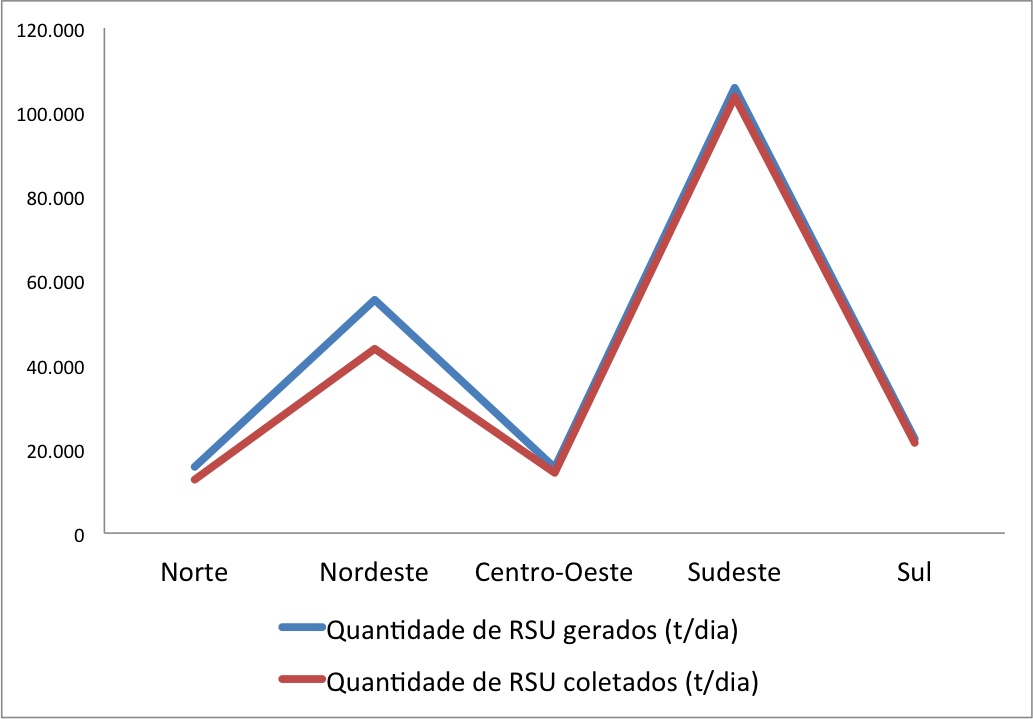 120.000
100.000
80.000
60.000
40.000
20.000
0
Norte Nordeste Centro-Oeste Sudeste Sul
Quantidade de RSU gerados (t/dia)
Quantidade de RSU coletados (t/dia)